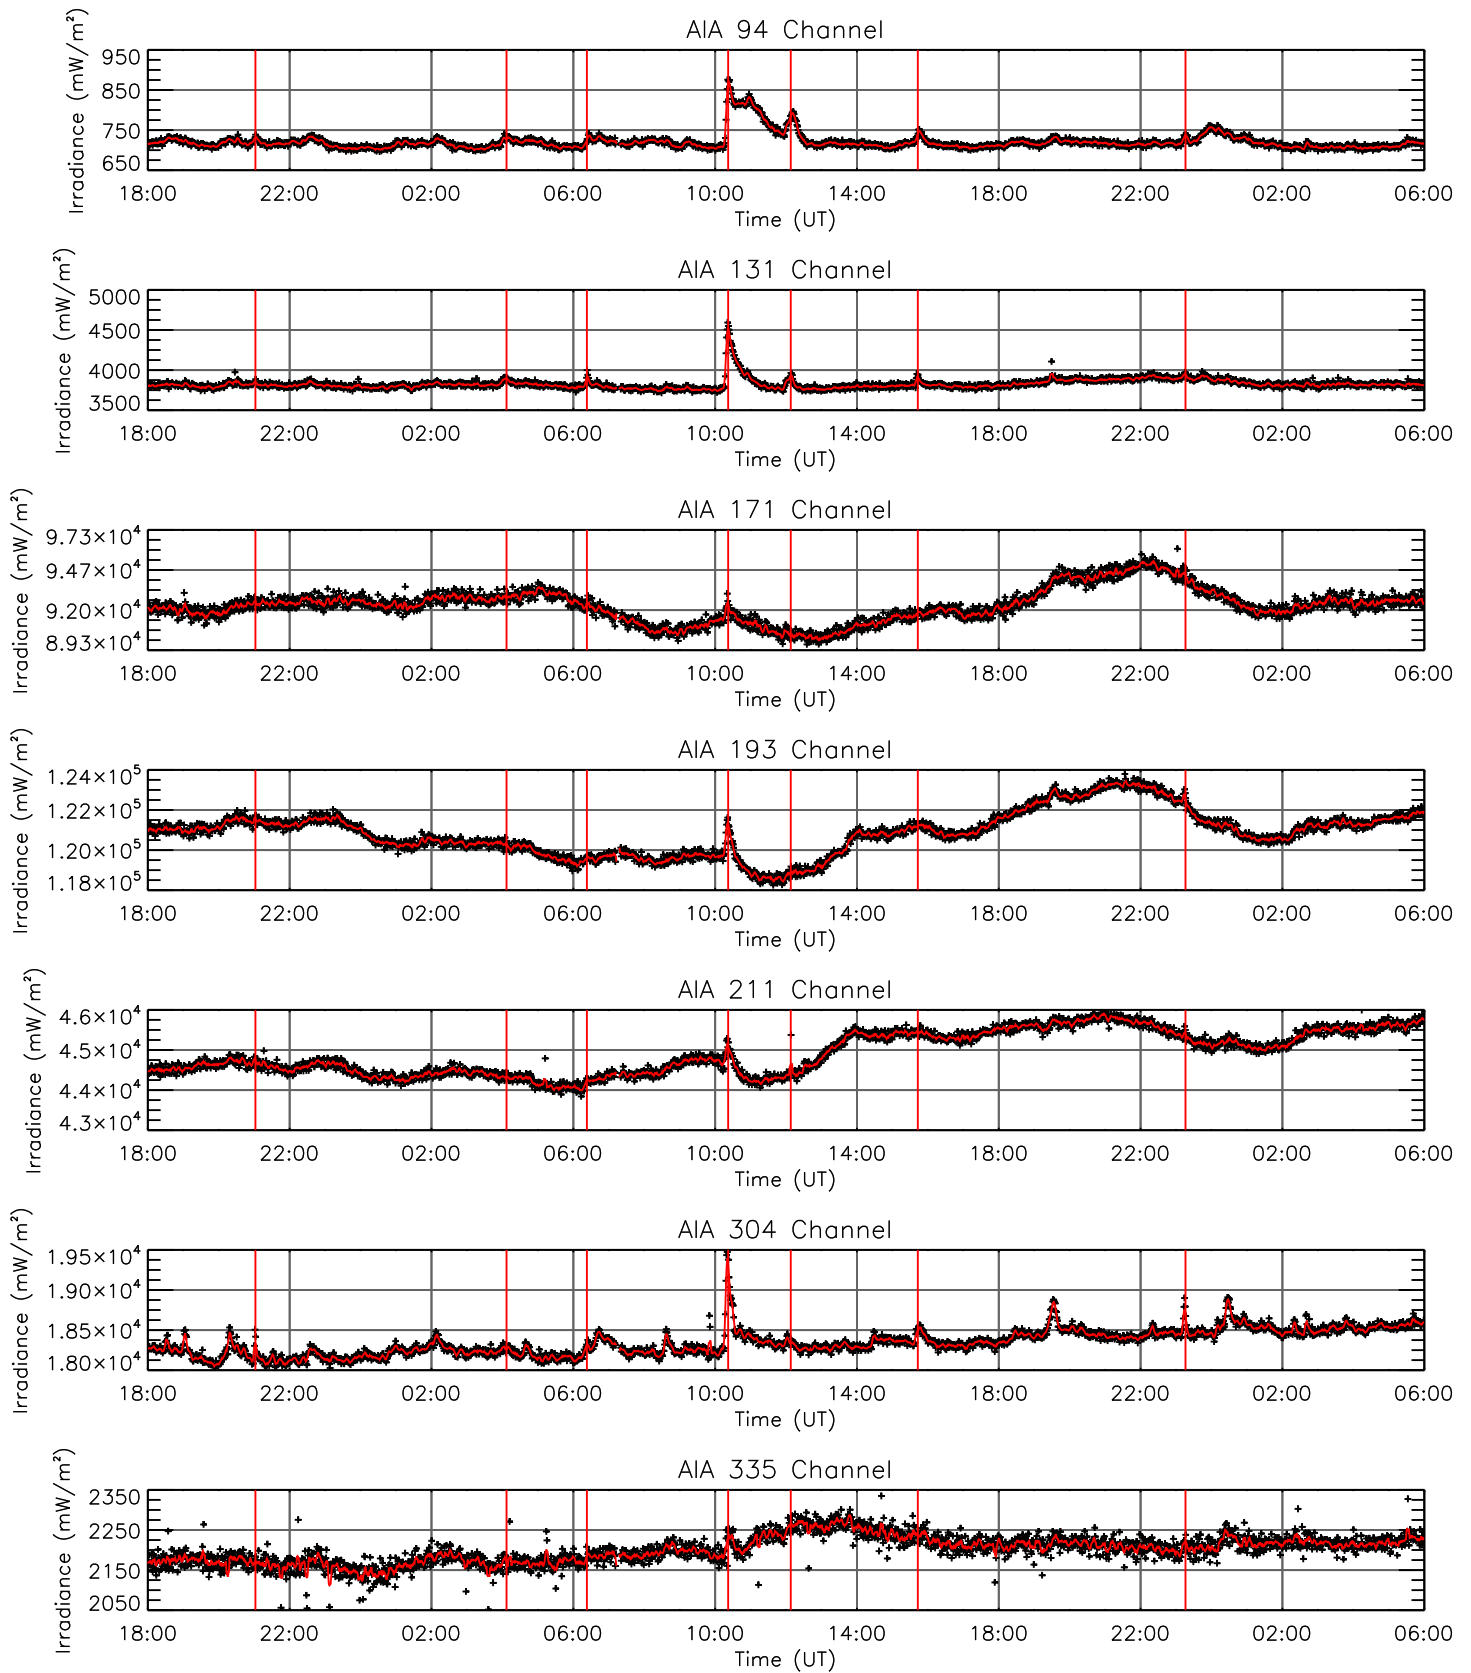 AIA 94 Channel
Irradiance (mW/m²)
950
850
750
650
18:00 22:00 02:00 06:00 10:00 14:00 18:00 22:00 02:00 06:00
Time (UT)
AIA 131 Channel
Irradiance (mW/m²)
5000
4500
4000
3500
18:00 22:00 02:00 06:00 10:00 14:00 18:00 22:00 02:00 06:00
Time (UT)
AIA 171 Channel
Irradiance (mW/m²)
9.73×10⁴
9.47×10⁴
9.20×10⁴
8.93×10⁴
18:00 22:00 02:00 06:00 10:00 14:00 18:00 22:00 02:00 06:00
Time (UT)
AIA 193 Channel
Irradiance (mW/m²)
1.24×10⁵
1.22×10⁵
1.20×10⁵
1.18×10⁵
18:00 22:00 02:00 06:00 10:00 14:00 18:00 22:00 02:00 06:00
Time (UT)
AIA 211 Channel
Irradiance (mW/m²)
4.6×10⁴
4.5×10⁴
4.4×10⁴
4.3×10⁴
18:00 22:00 02:00 06:00 10:00 14:00 18:00 22:00 02:00 06:00
Time (UT)
AIA 304 Channel
Irradiance (mW/m²)
1.95×10⁴
1.90×10⁴
1.85×10⁴
1.80×10⁴
18:00 22:00 02:00 06:00 10:00 14:00 18:00 22:00 02:00 06:00
Time (UT)
AIA 335 Channel
Irradiance (mW/m²)
2350
2250
2150
2050
18:00 22:00 02:00 06:00 10:00 14:00 18:00 22:00 02:00 06:00
Time (UT)